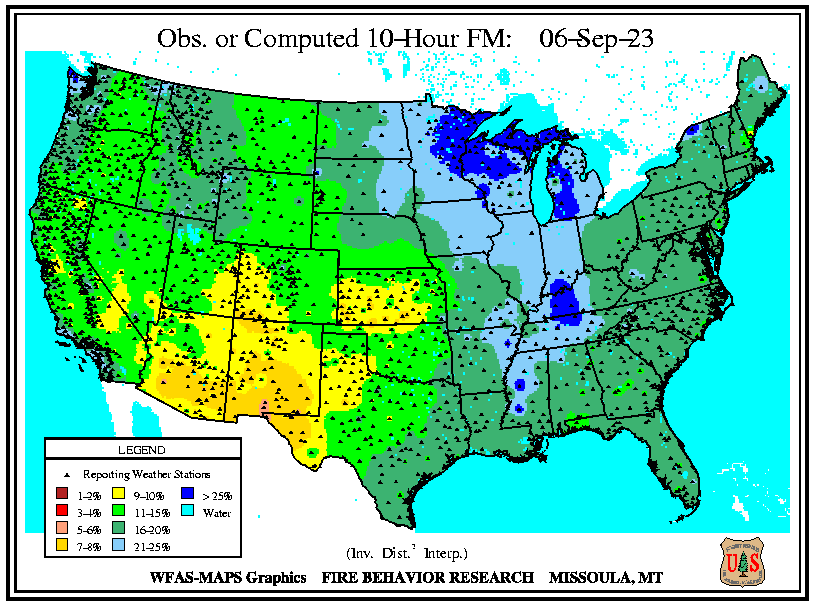 Obs. or Computed 10-Hour FM: 06-Sep-23
LEGEND
Reporting Weather Stations
1-2% 9-10% > 25%
3-4% 11-15% Water
5-6% 16-20%
7-8% 21-25%
(Inv. Dist.² Interp.)
WFAS-MAPS Graphics FIRE BEHAVIOR RESEARCH MISSOULA, MT
U S